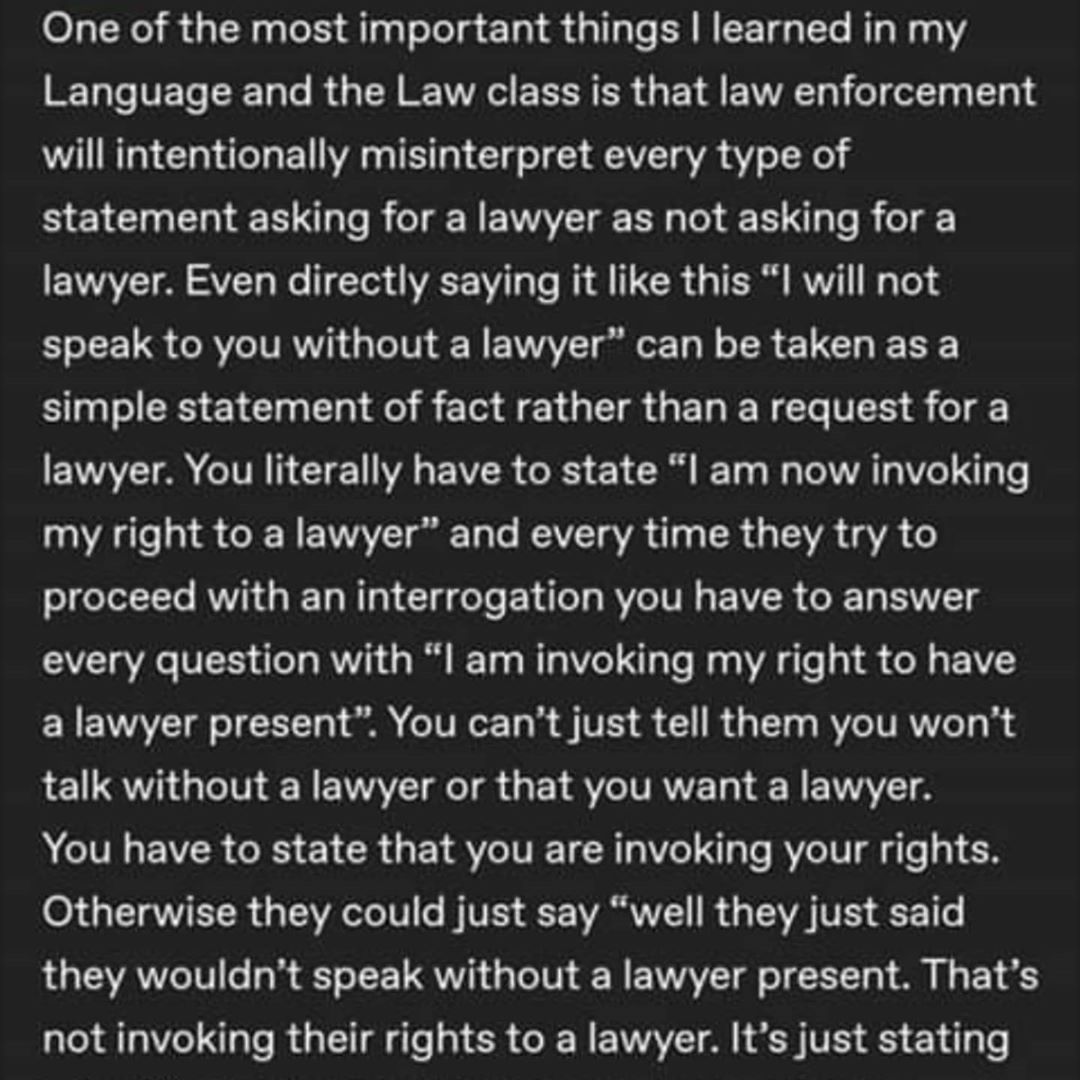 One of the most important things I learned in my
Language and the Law class is that law enforcement
will intentionally misinterpret every type of
statement asking for a lawyer as not asking for a
lawyer. Even directly saying it like this “I will not
speak to you without a lawyer” can be taken as a
simple statement of fact rather than a request for a
lawyer. You literally have to state “I am now invoking
my right to a lawyer” and every time they try to
proceed with an interrogation you have to answer
every question with “I am invoking my right to have
a lawyer present”. You can’t just tell them you won’t
talk without a lawyer or that you want a lawyer.
You have to state that you are invoking your rights.
Otherwise they could just say “well they just said
they wouldn’t speak without a lawyer present. That’s
not invoking their rights to a lawyer. It’s just stating